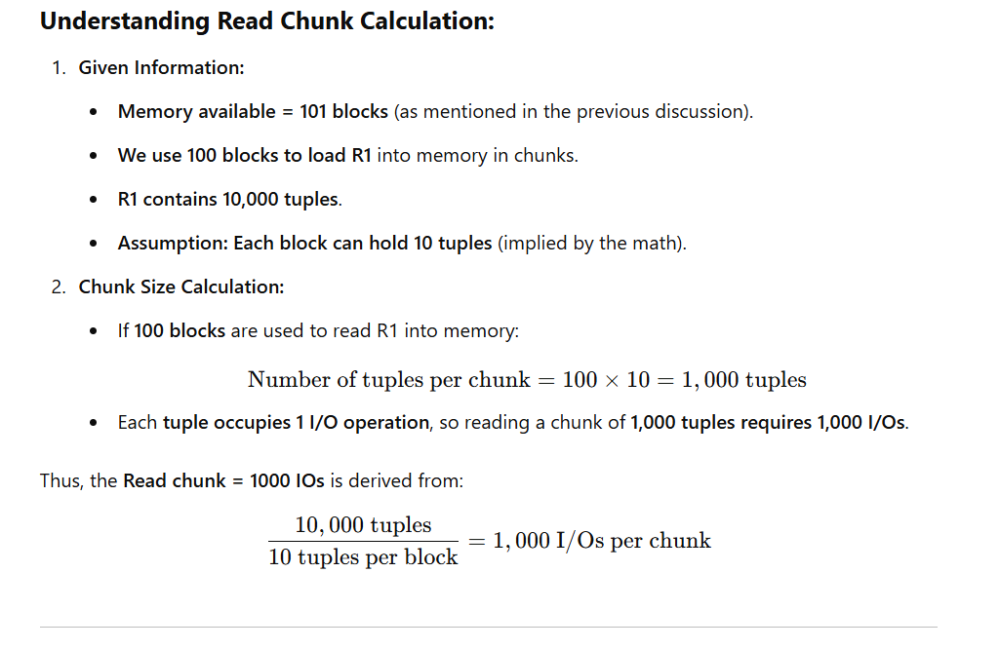 Understanding Read Chunk Calculation:
1. Given Information:
• Memory available = 101 blocks (as mentioned in the previous discussion).
• We use 100 blocks to load R1 into memory in chunks.
• R1 contains 10,000 tuples.
• Assumption: Each block can hold 10 tuples (implied by the math).
2. Chunk Size Calculation:
• If 100 blocks are used to read R1 into memory:
Number of tuples per chunk = 100 × 10 = 1,000 tuples
• Each tuple occupies 1 I/O operation, so reading a chunk of 1,000 tuples requires 1,000 I/Os.
Thus, the Read chunk = 1000 IOs is derived from:
10,000 tuples
10 tuples per block
= 1,000 I/Os per chunk